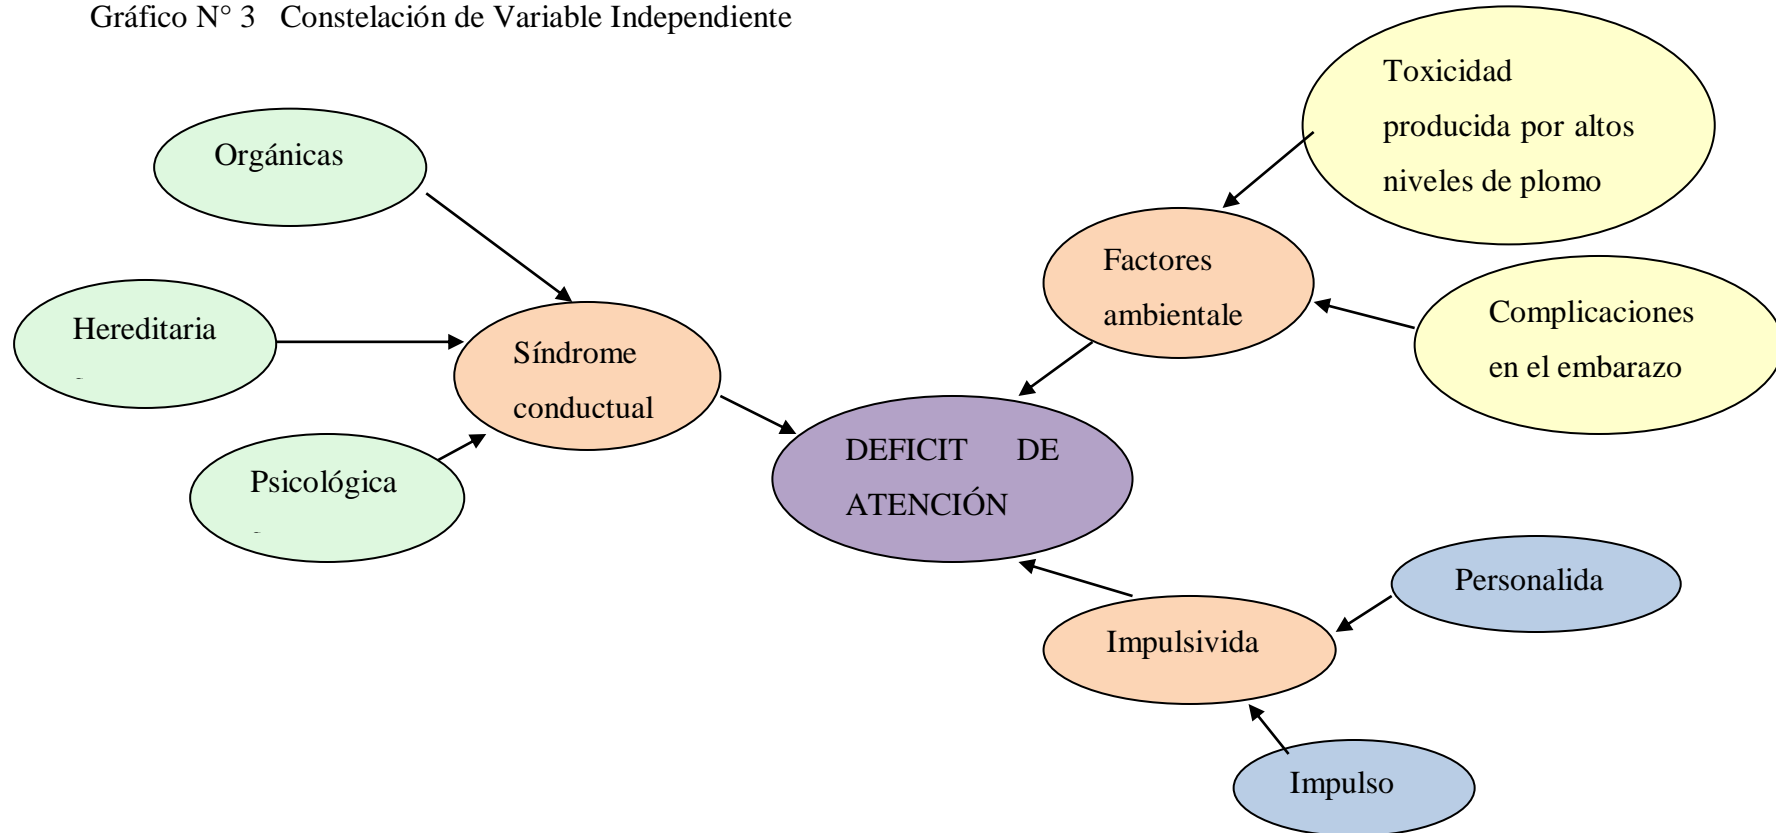 Gráfico N° 3 Constelación de Variable Independiente
Toxicidad
producida por altos
niveles de plomo
Orgánicas
Factores
ambientale
Hereditaria
Complicaciones
en el embarazo
Síndrome
conductual
DEFICIT DE
ATENCIÓN
Psicológica
Personalida
Impulsivida
Impulso